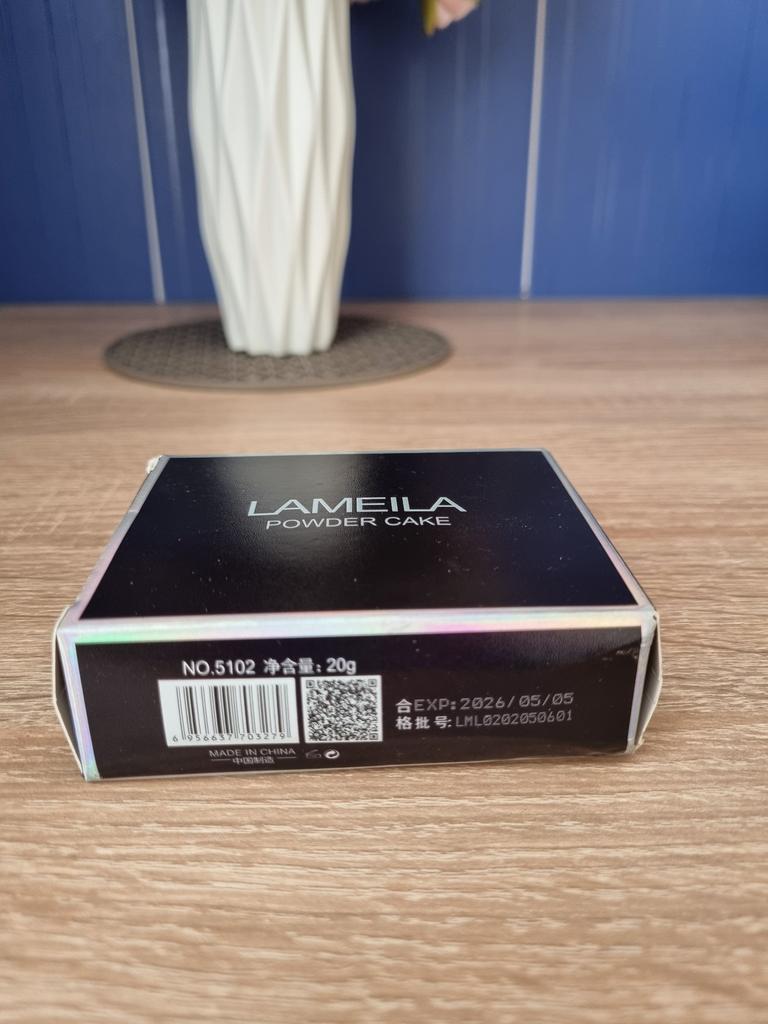 LAMEILA
POWDER CAKE
NO.5102 净含量: 20g
6 956637 703279
MADE IN CHINA
中国制造
合EXP: 2026/05/05
格批号: LML0202050601